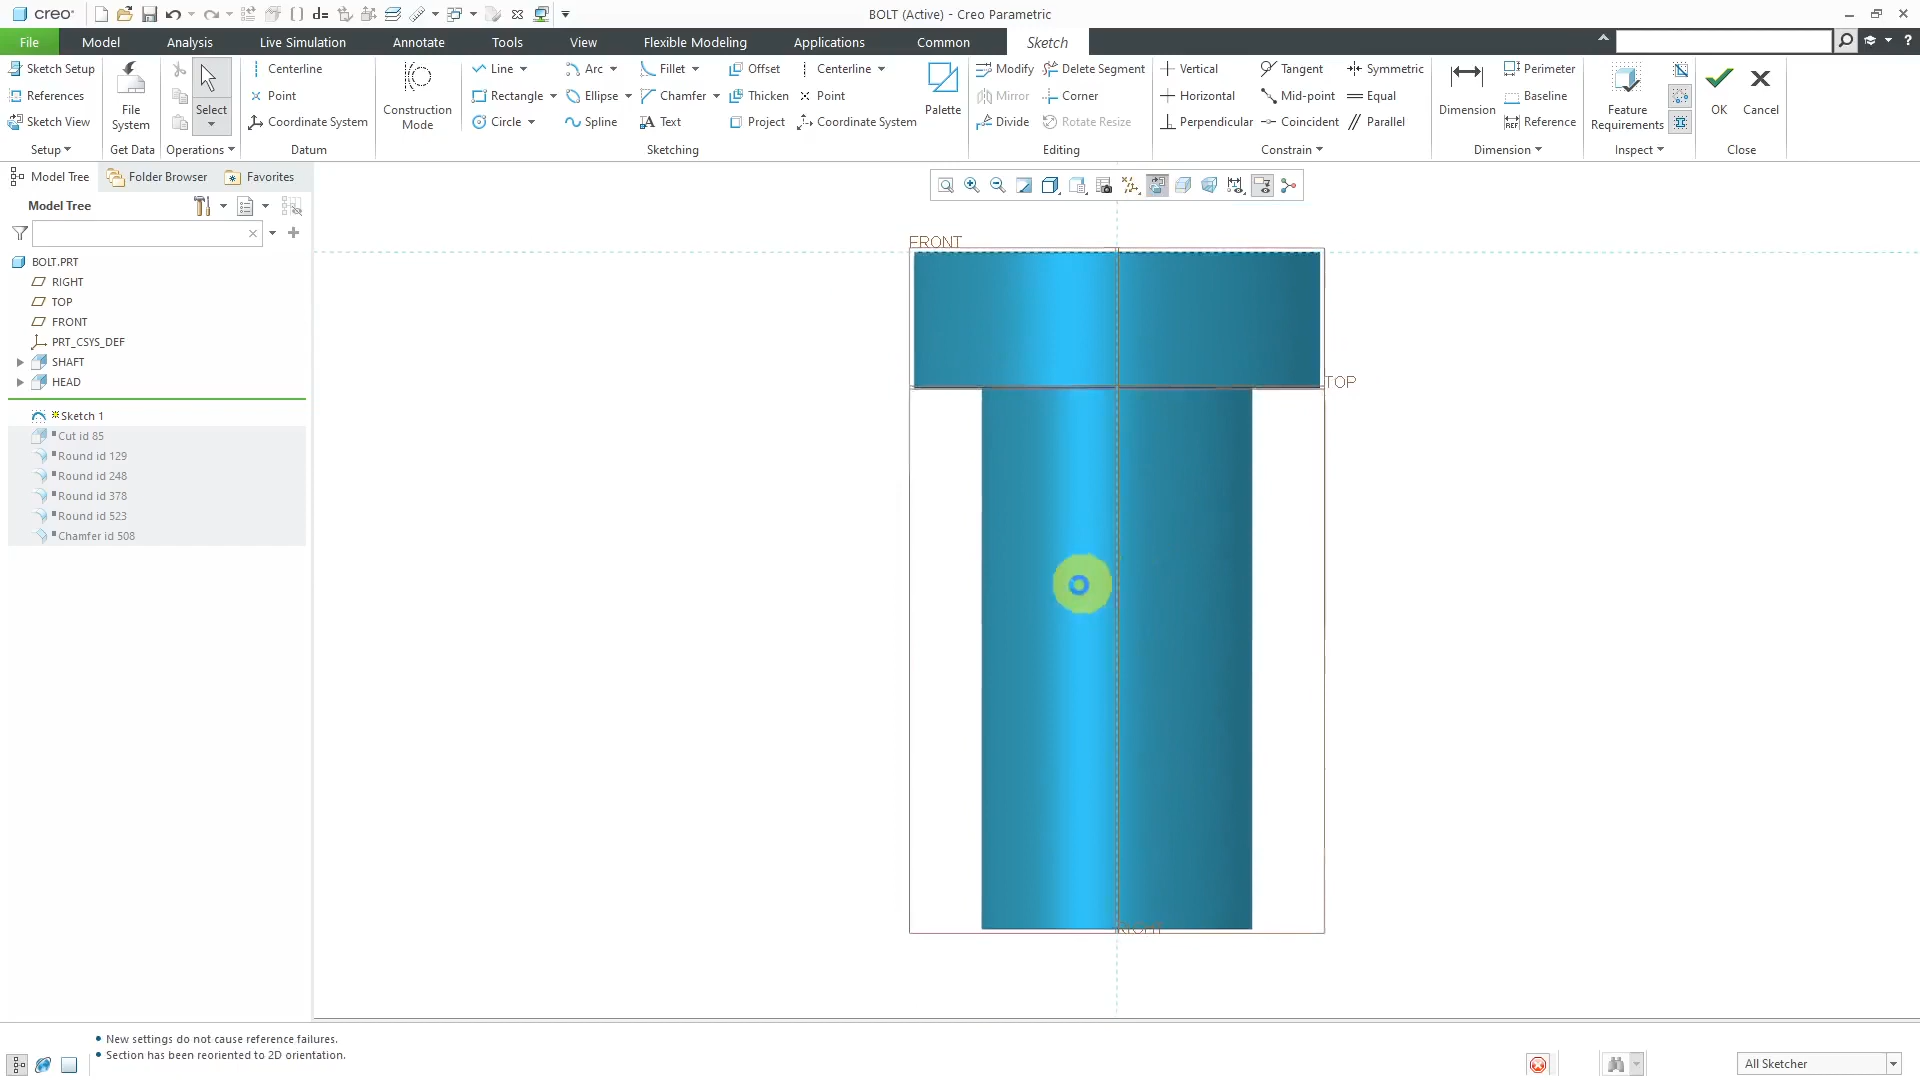 creo
BOLT (Active) - Creo Parametric
File Model Analysis Live Simulation Annotate Tools View Flexible Modeling Applications Common Sketch
Sketch Setup
References
Sketch View
Setup
File System
Get Data
Select
Operations
Centerline
Point
Coordinate System
Datum
Construction Mode
Line Arc Fillet Offset Centerline
Rectangle Ellipse Chamfer Thicken Point
Circle Spline Text Project Coordinate System
Palette
Sketching
Modify Delete Segment
Mirror Corner
Divide Rotate Resize
Editing
Vertical Tangent Symmetric
Horizontal Mid-point Equal
Perpendicular Coincident Parallel
Constrain
Dimension
Perimeter
Baseline
Reference
Dimension
Feature Requirements
Inspect
OK Cancel
Close
Model Tree Folder Browser Favorites
Model Tree
BOLT.PRT
RIGHT
TOP
FRONT
PRT_CSYS_DEF
SHAFT
HEAD
Sketch 1
Cut id 85
Round id 129
Round id 248
Round id 378
Round id 523
Chamfer id 508
FRONT
TOP
RIGHT
New settings do not cause reference failures.
Section has been reoriented to 2D orientation.
All Sketcher